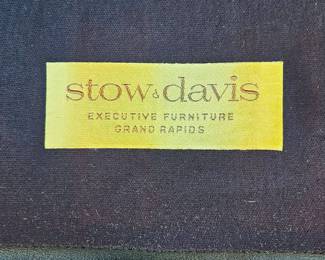 stow & davis
EXECUTIVE FURNITURE
GRAND RAPIDS